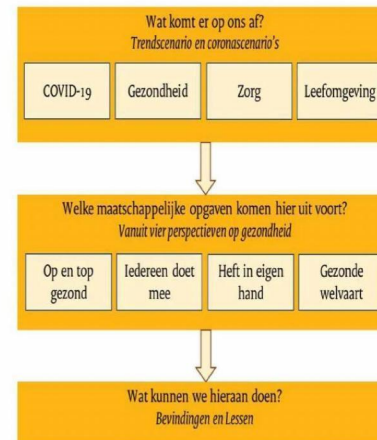 Wat komt er op ons af?
Trendscenario en coronascenario's
COVID-19
Gezondheid
Zorg
Leefomgeving
Welke maatschappelijke opgaven komen hier uit voort?
Vanuit vier perspectieven op gezondheid
Op en top
gezond
Iedereen doet
mee
Heft in eigen
hand
Gezonde
welvaart
Wat kunnen we hieraan doen?
Bevindingen en Lessen